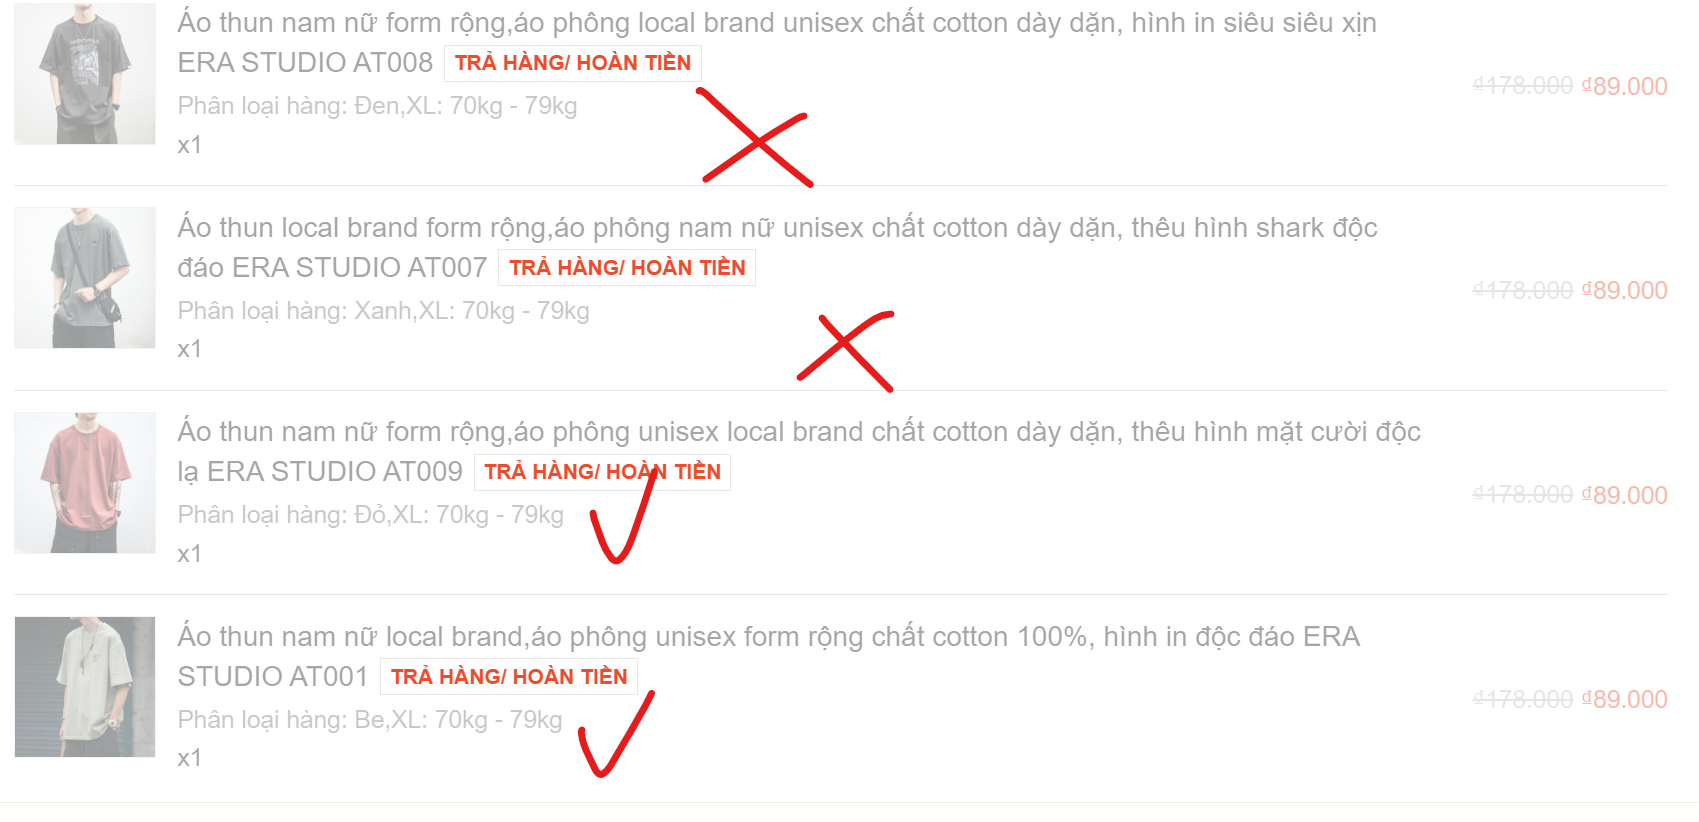 Áo thun nam nữ form rộng,áo phông local brand unisex chất cotton dày dặn, hình in siêu siêu xịn
ERA STUDIO AT008 TRẢ HÀNG/ HOÀN TIỀN
₫178.000 ₫89.000
Phân loại hàng: Đen,XL: 70kg - 79kg
x1
Áo thun local brand form rộng,áo phông nam nữ unisex chất cotton dày dặn, thêu hình shark độc
đáo ERA STUDIO AT007 TRẢ HÀNG/ HOÀN TIỀN
₫178.000 ₫89.000
Phân loại hàng: Xanh,XL: 70kg - 79kg
x1
Áo thun nam nữ form rộng,áo phông unisex local brand chất cotton dày dặn, thêu hình mặt cười độc
lạ ERA STUDIO AT009 TRẢ HÀNG/ HOÀN TIỀN
₫178.000 ₫89.000
Phân loại hàng: Đỏ,XL: 70kg - 79kg
x1
Áo thun nam nữ local brand,áo phông unisex form rộng chất cotton 100%, hình in độc đáo ERA
STUDIO AT001 TRẢ HÀNG/ HOÀN TIỀN
₫178.000 ₫89.000
Phân loại hàng: Be,XL: 70kg - 79kg
x1